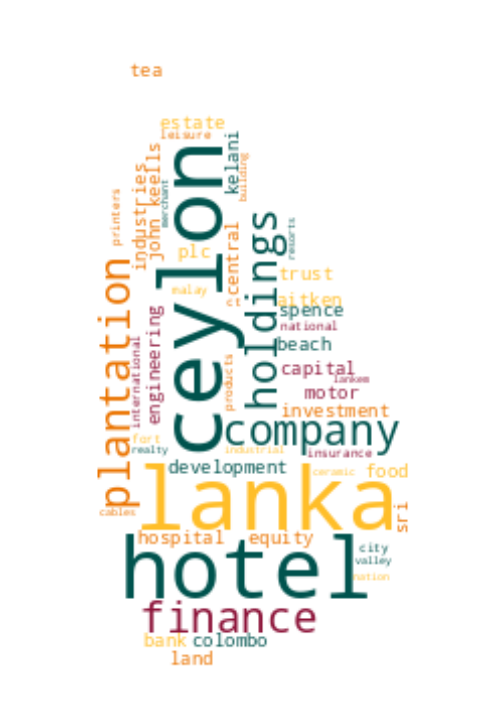 tea
estate
leisure
kelani
building
john keells
industries
merchant
ceylon
printers
holdings
resorts
central
plc
trust
malay
aitken
spence
national
plantation
engineering
international
beach
products
capital
lankem
motor
investment
company
fort
realty
industrial
insurance
development
ceramic
food
lanka
cables
sri
hospital
equity
hotel
city
valley
nation
finance
bank
colombo
land